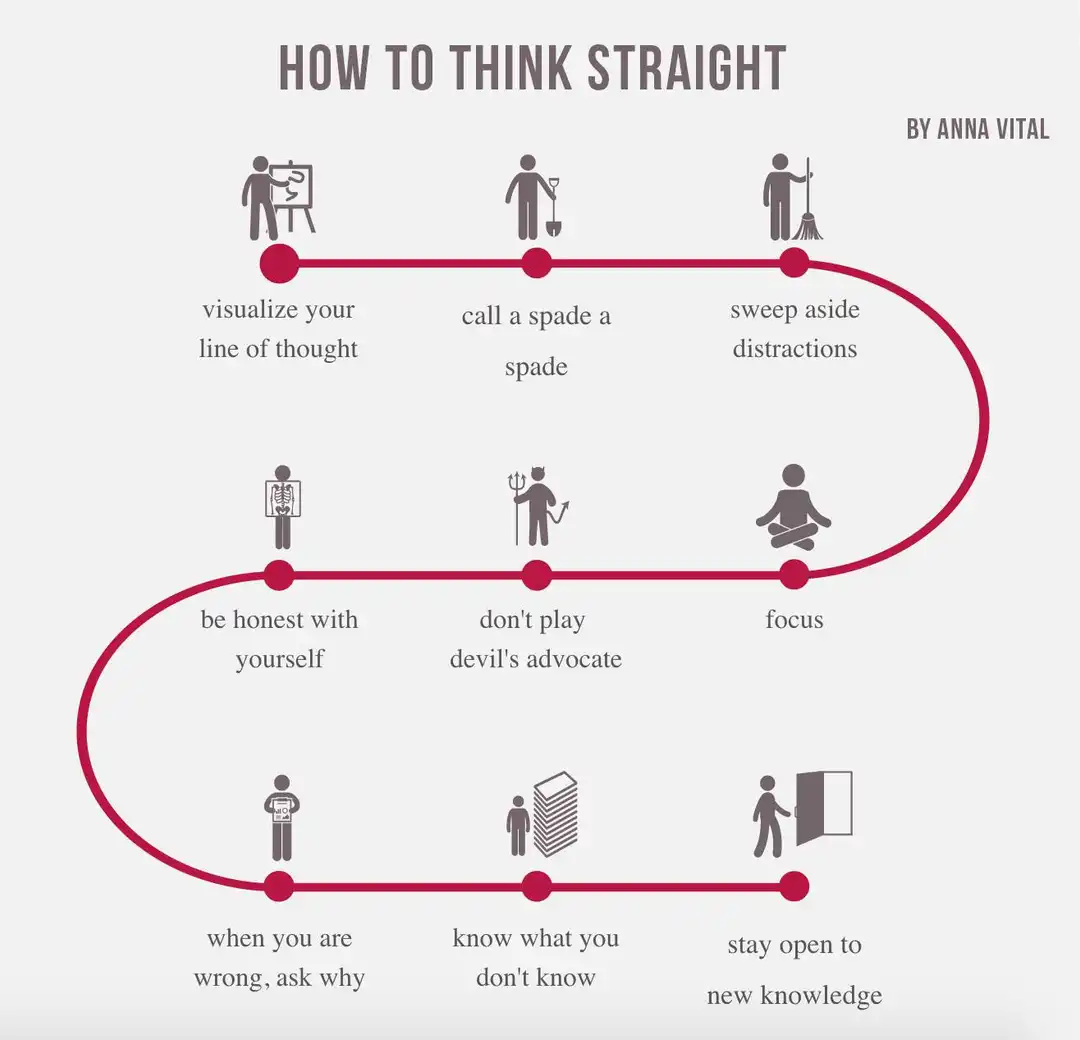 HOW TO THINK STRAIGHT
BY ANNA VITAL
visualize your
line of thought
call a spade a
spade
sweep aside
distractions
be honest with
yourself
don't play
devil's advocate
focus
when you are
wrong, ask why
know what you
don't know
stay open to
new knowledge